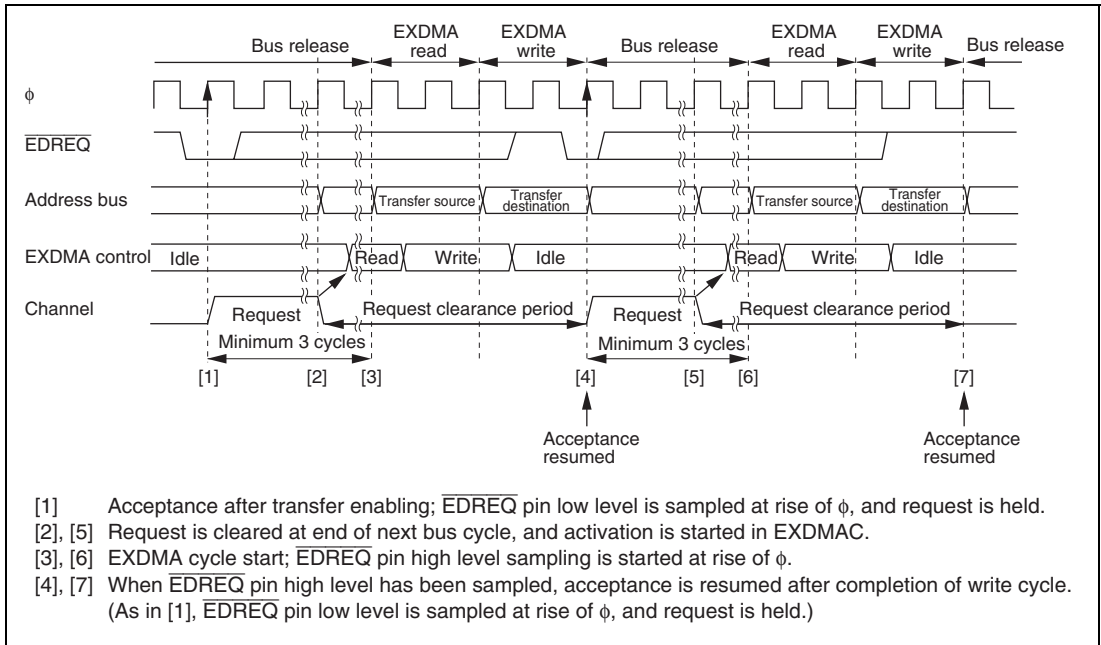 Bus release EXDMA read EXDMA write Bus release EXDMA read EXDMA write Bus release
φ
EDREQ
Address bus Transfer source Transfer destination Transfer source Transfer destination
EXDMA control Idle Read Write Idle Read Write Idle
Channel Request Request clearance period Request Request clearance period
Minimum 3 cycles Minimum 3 cycles
[1] [2] [3] [4] [5] [6] [7]
Acceptance resumed Acceptance resumed
[1] Acceptance after transfer enabling; EDREQ pin low level is sampled at rise of φ, and request is held.
[2], [5] Request is cleared at end of next bus cycle, and activation is started in EXDMAC.
[3], [6] EXDMA cycle start; EDREQ pin high level sampling is started at rise of φ.
[4], [7] When EDREQ pin high level has been sampled, acceptance is resumed after completion of write cycle.
(As in [1], EDREQ pin low level is sampled at rise of φ, and request is held.)